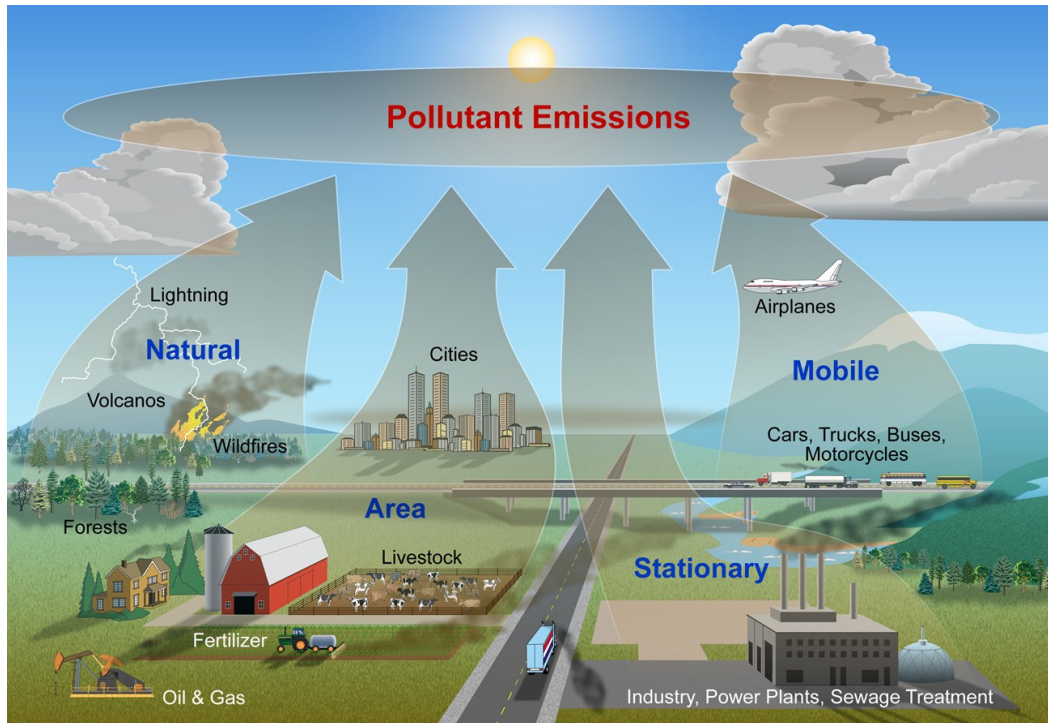 Pollutant Emissions
Lightning
Natural
Volcanos
Wildfires
Forests
Cities
Area
Livestock
Fertilizer
Oil & Gas
Airplanes
Mobile
Cars, Trucks, Buses,
Motorcycles
Stationary
Industry, Power Plants, Sewage Treatment